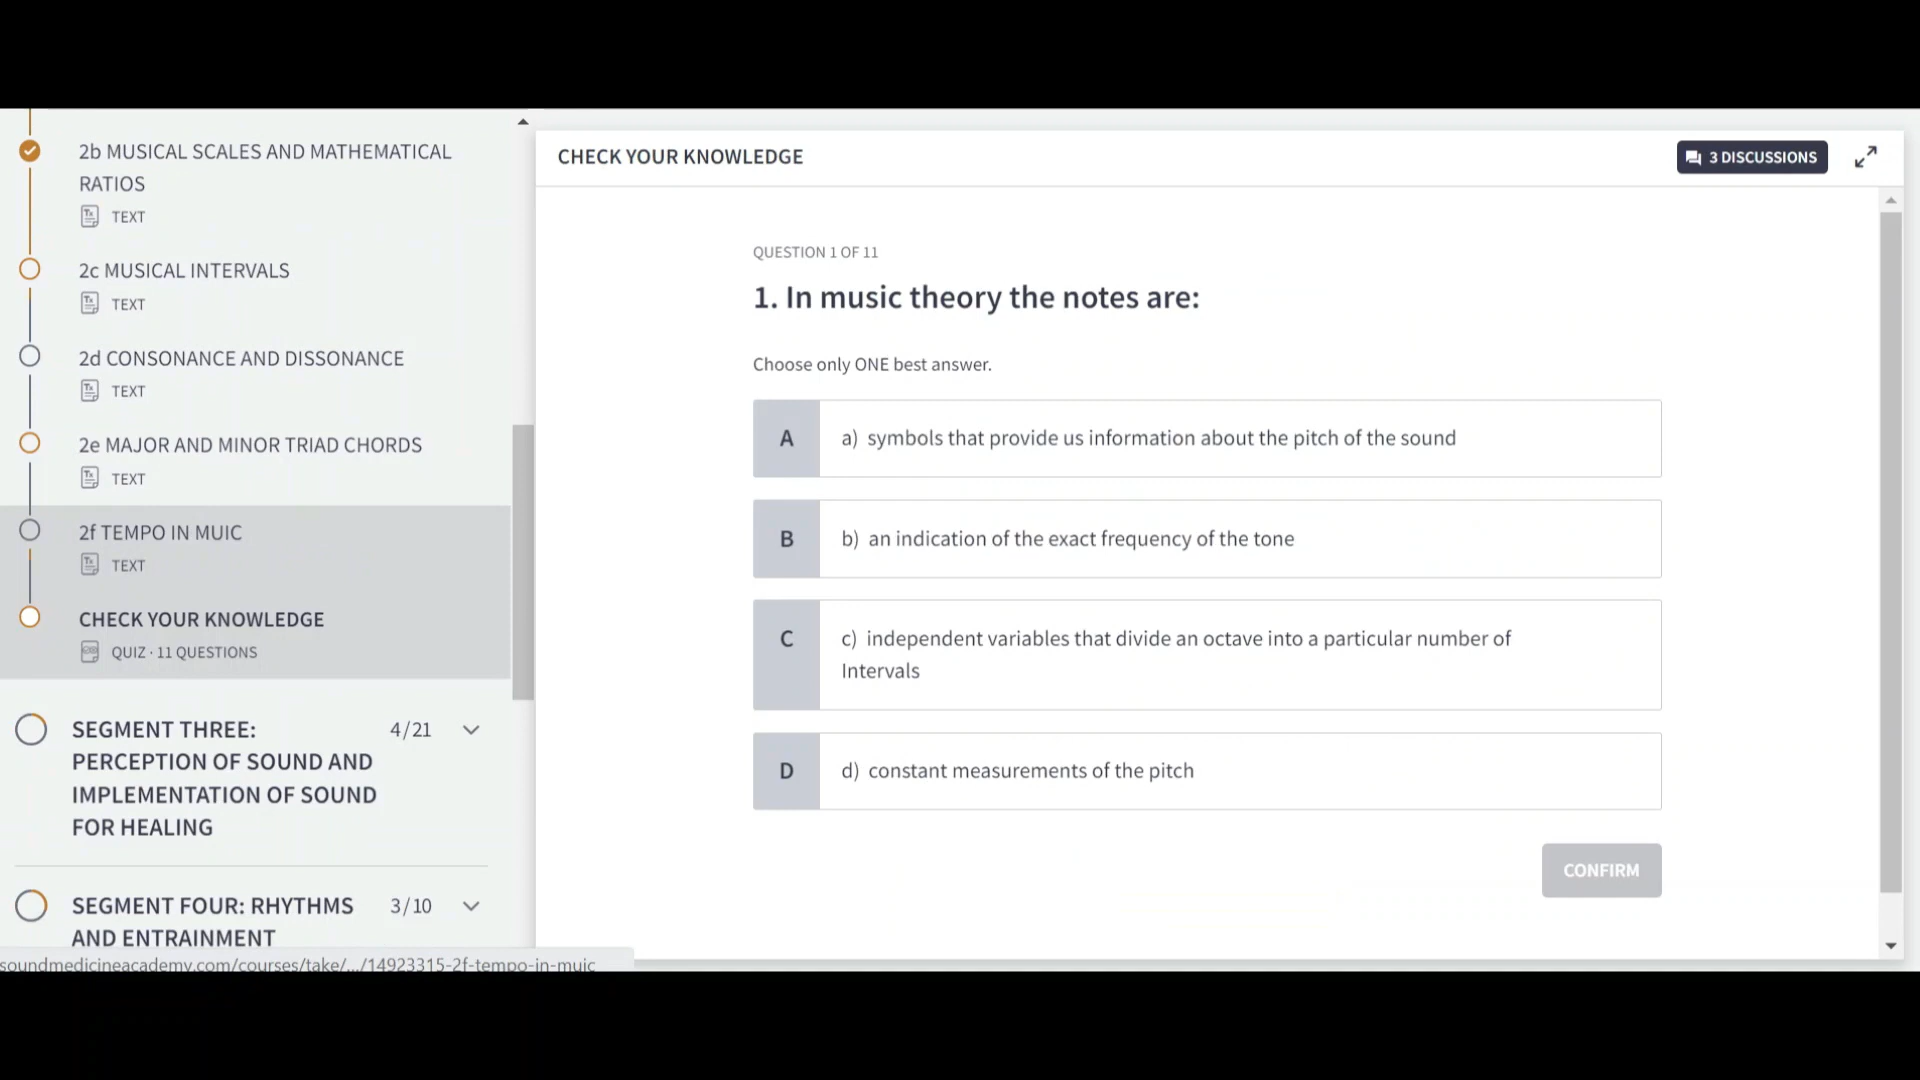 2b MUSICAL SCALES AND MATHEMATICAL
RATIOS
TEXT
2c MUSICAL INTERVALS
TEXT
2d CONSONANCE AND DISSONANCE
TEXT
2e MAJOR AND MINOR TRIAD CHORDS
TEXT
2f TEMPO IN MUIC
TEXT
CHECK YOUR KNOWLEDGE
QUIZ · 11 QUESTIONS
SEGMENT THREE: 4/21
PERCEPTION OF SOUND AND
IMPLEMENTATION OF SOUND
FOR HEALING
SEGMENT FOUR: RHYTHMS 3/10
AND ENTRAINMENT
soundmedicineacademy.com/courses/take/.../14923315-2f-tempo-in-muic
CHECK YOUR KNOWLEDGE
3 DISCUSSIONS
QUESTION 1 OF 11
1. In music theory the notes are:
Choose only ONE best answer.
A a) symbols that provide us information about the pitch of the sound
B b) an indication of the exact frequency of the tone
C c) independent variables that divide an octave into a particular number of
Intervals
D d) constant measurements of the pitch
CONFIRM